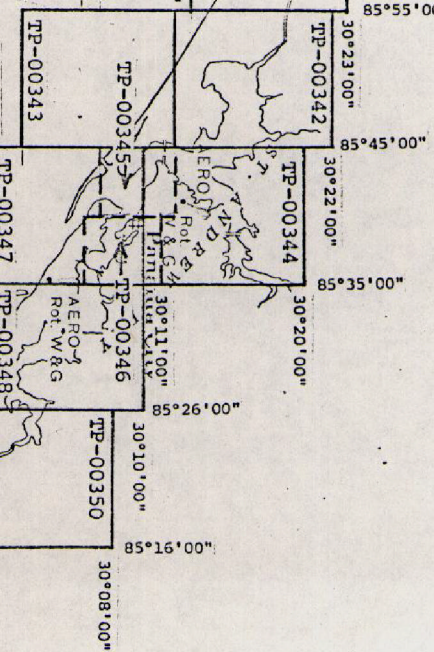 85°55'00"
30°23'00"
TP-00343
TP-00345
TP-00342
85°45'00"
30°22'00"
TP-00347
AERO
Rot. W & G
ST. ANDREW
TP-00344
85°35'00"
30°20'00"
TP-00348
AERO
Rot. W&G
TP-00346
30°11'00"
85°26'00"
30°10'00"
TP-00350
85°16'00"
30°08'00"